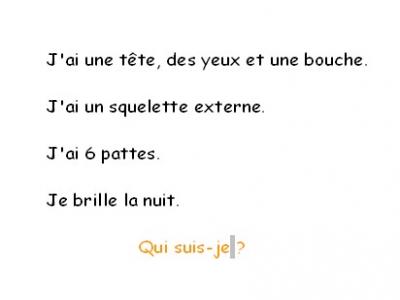 J'ai une tête, des yeux et une bouche.
J'ai un squelette externe.
J'ai 6 pattes.
Je brille la nuit.
Qui suis-je ?